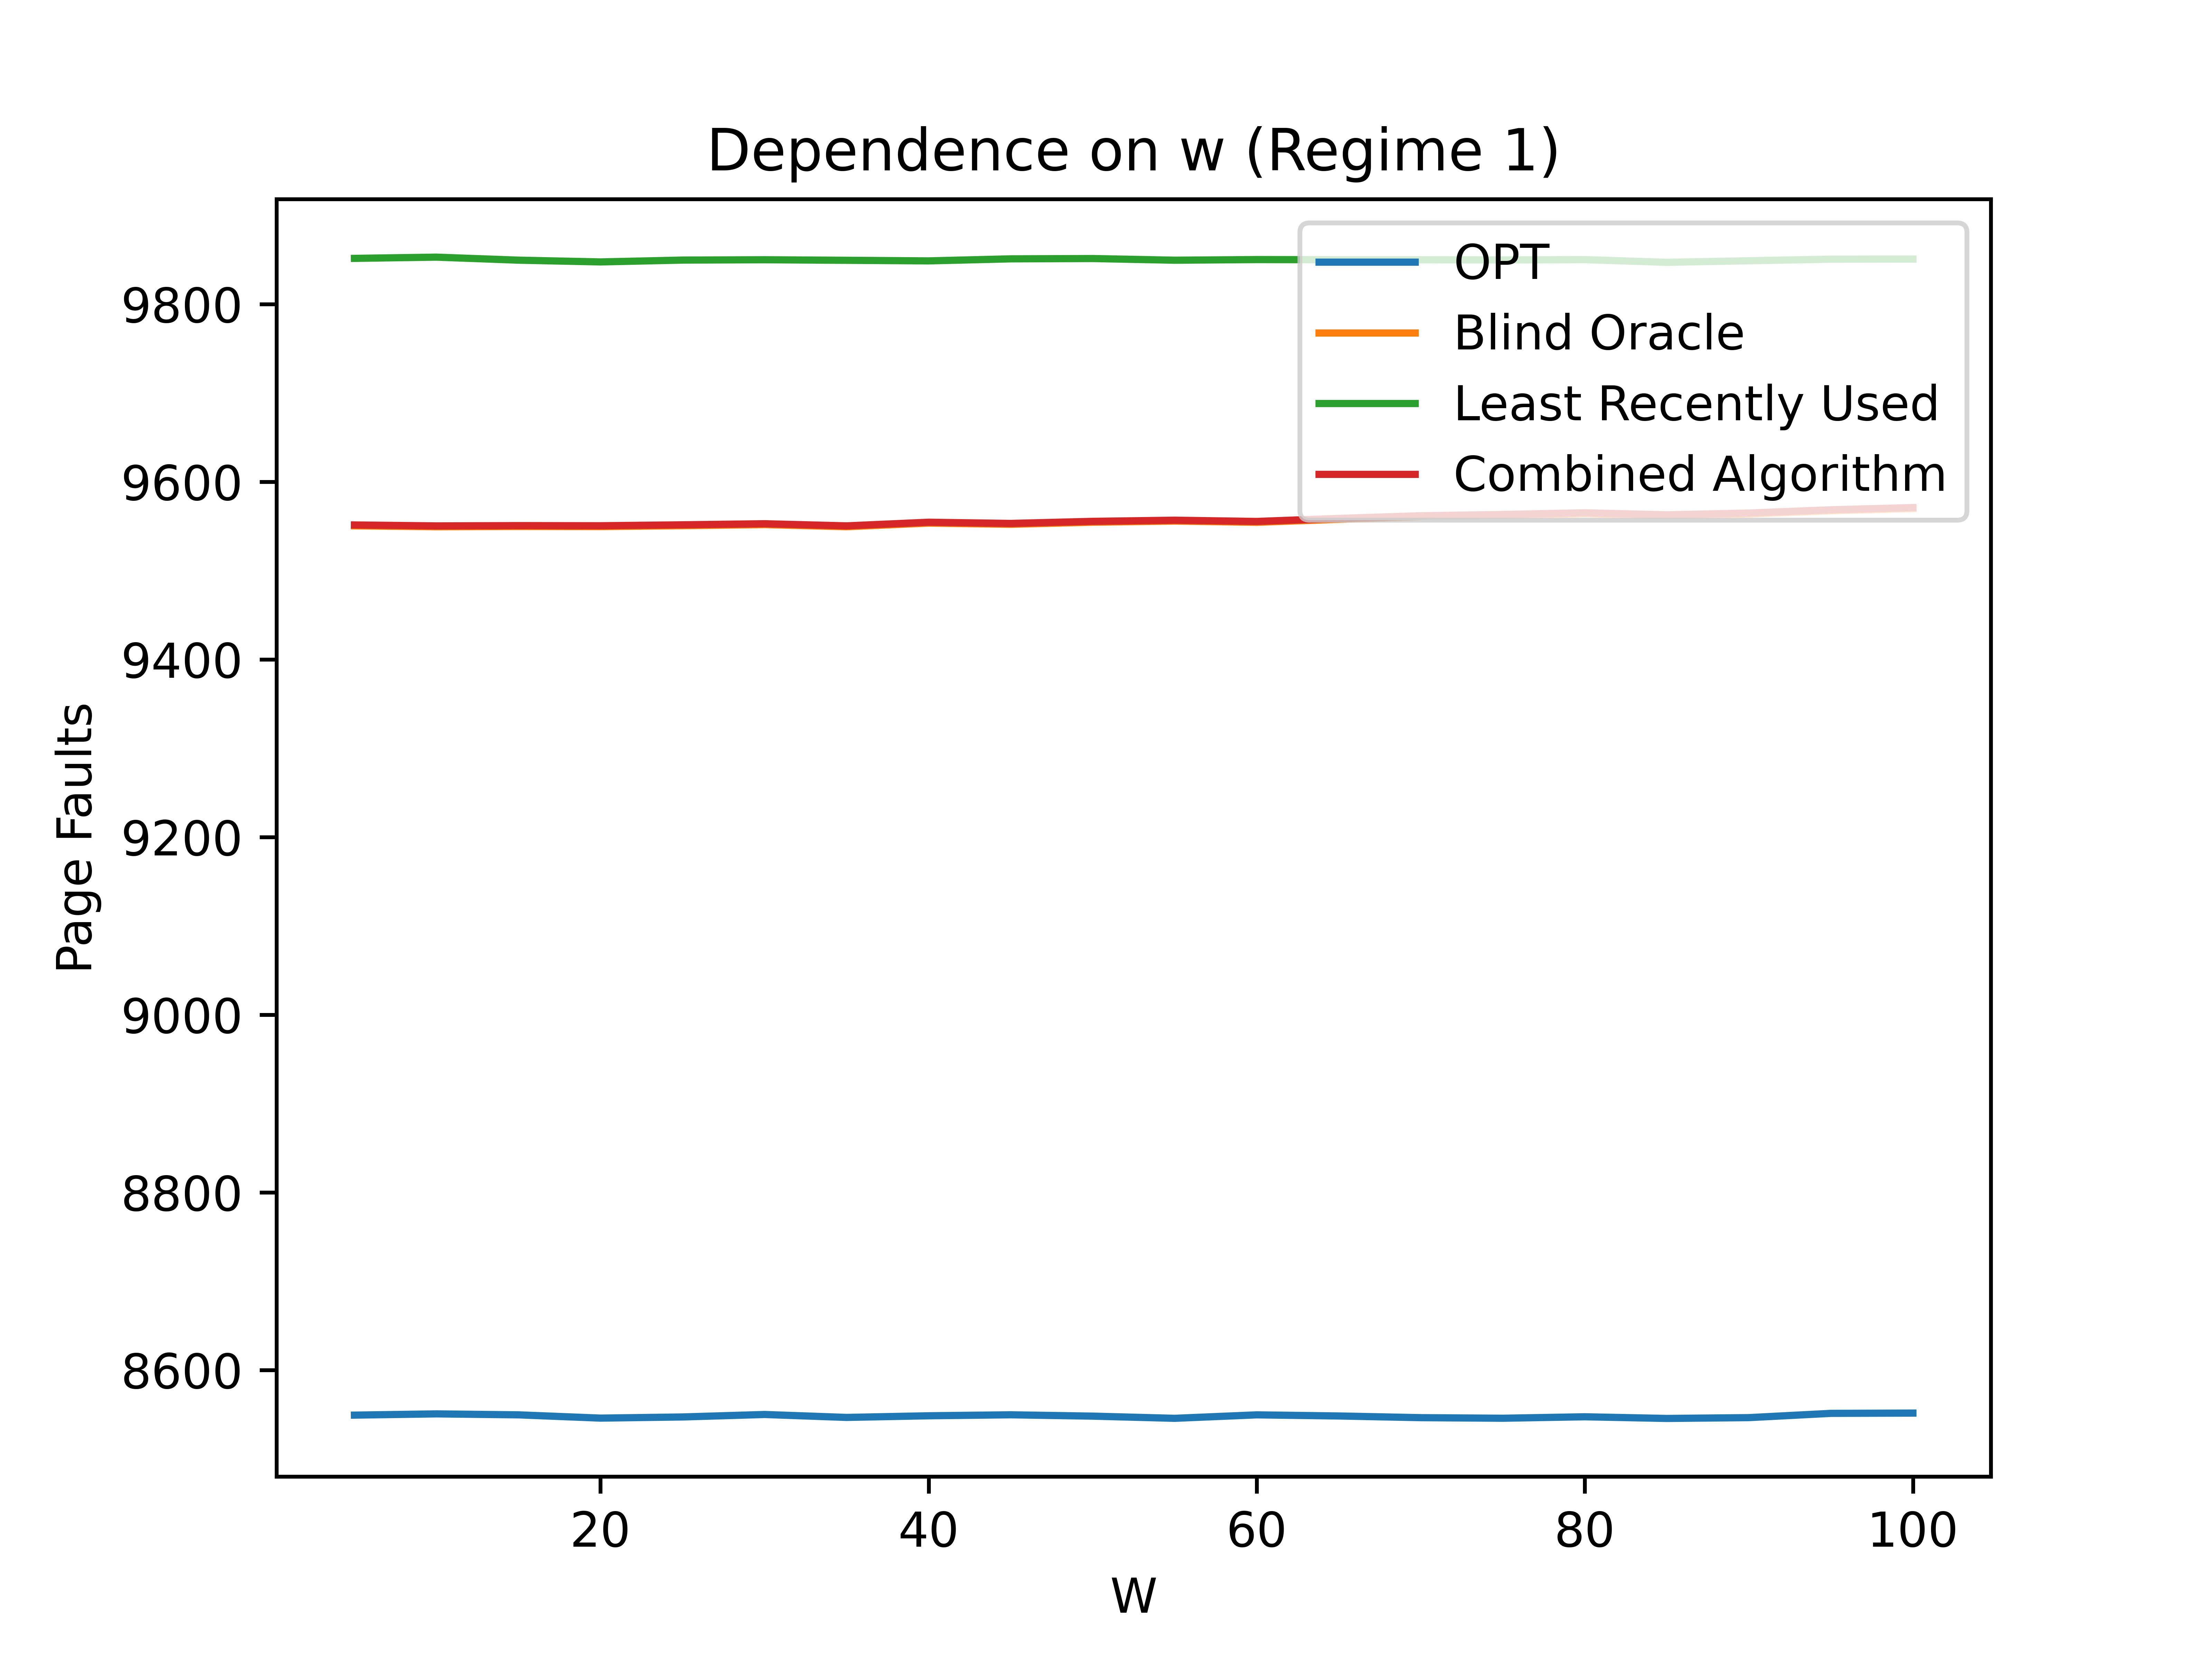 Dependence on w (Regime 1)
OPT
Blind Oracle
Least Recently Used
Combined Algorithm
9800
9600
9400
9200
9000
8800
8600
Page Faults
20 40 60 80 100
W